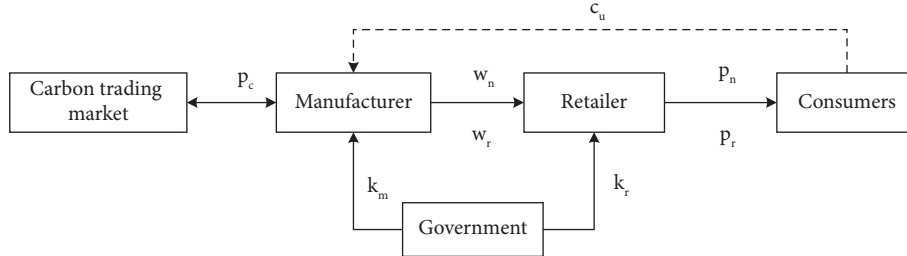 c_u
Carbon trading
market
p_c
Manufacturer
w_n
w_r
Retailer
p_n
p_r
Consumers
k_m
k_r
Government